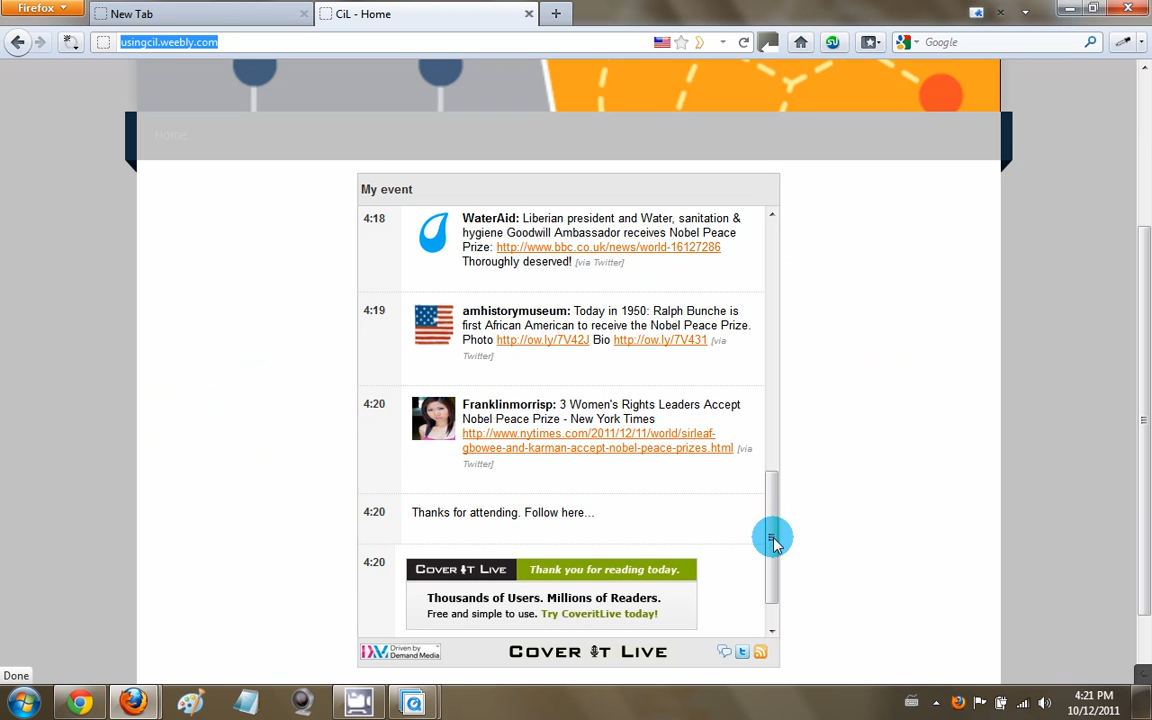 Firefox
New Tab
CiL - Home
usingcil.weebly.com
Google
Home
My event
4:18
WaterAid: Liberian president and Water, sanitation &
hygiene Goodwill Ambassador receives Nobel Peace
Prize: http://www.bbc.co.uk/news/world-16127286
Thoroughly deserved! [via Twitter]
4:19
amhistorymuseum: Today in 1950: Ralph Bunche is
first African American to receive the Nobel Peace Prize.
Photo http://ow.ly/7V42J Bio http://ow.ly/7V431 [via
Twitter]
4:20
Franklinmorrisp: 3 Women's Rights Leaders Accept
Nobel Peace Prize - New York Times
http://www.nytimes.com/2011/12/11/world/sirleaf-
gbowee-and-karman-accept-nobel-peace-prizes.html [via
Twitter]
4:20
Thanks for attending. Follow here...
4:20
COVER IT LIVE Thank you for reading today.
Thousands of Users. Millions of Readers.
Free and simple to use. Try CoveritLive today!
Driven by
Demand Media
COVER IT LIVE
Done
4:21 PM
10/12/2011